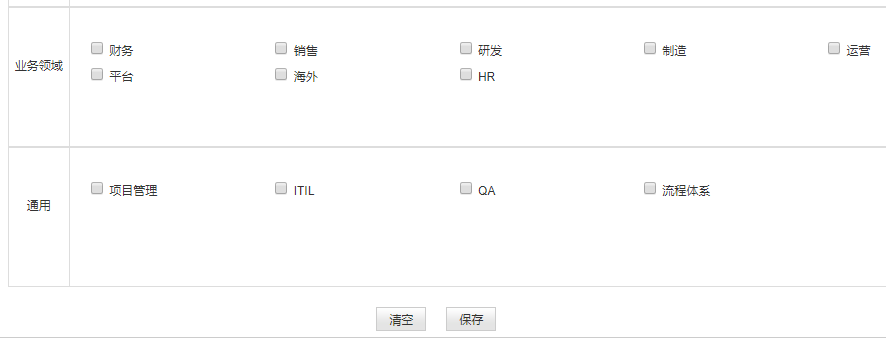 财务 销售 研发 制造 运营
业务领域
平台 海外 HR
项目管理 ITIL QA 流程体系
通用
清空 保存